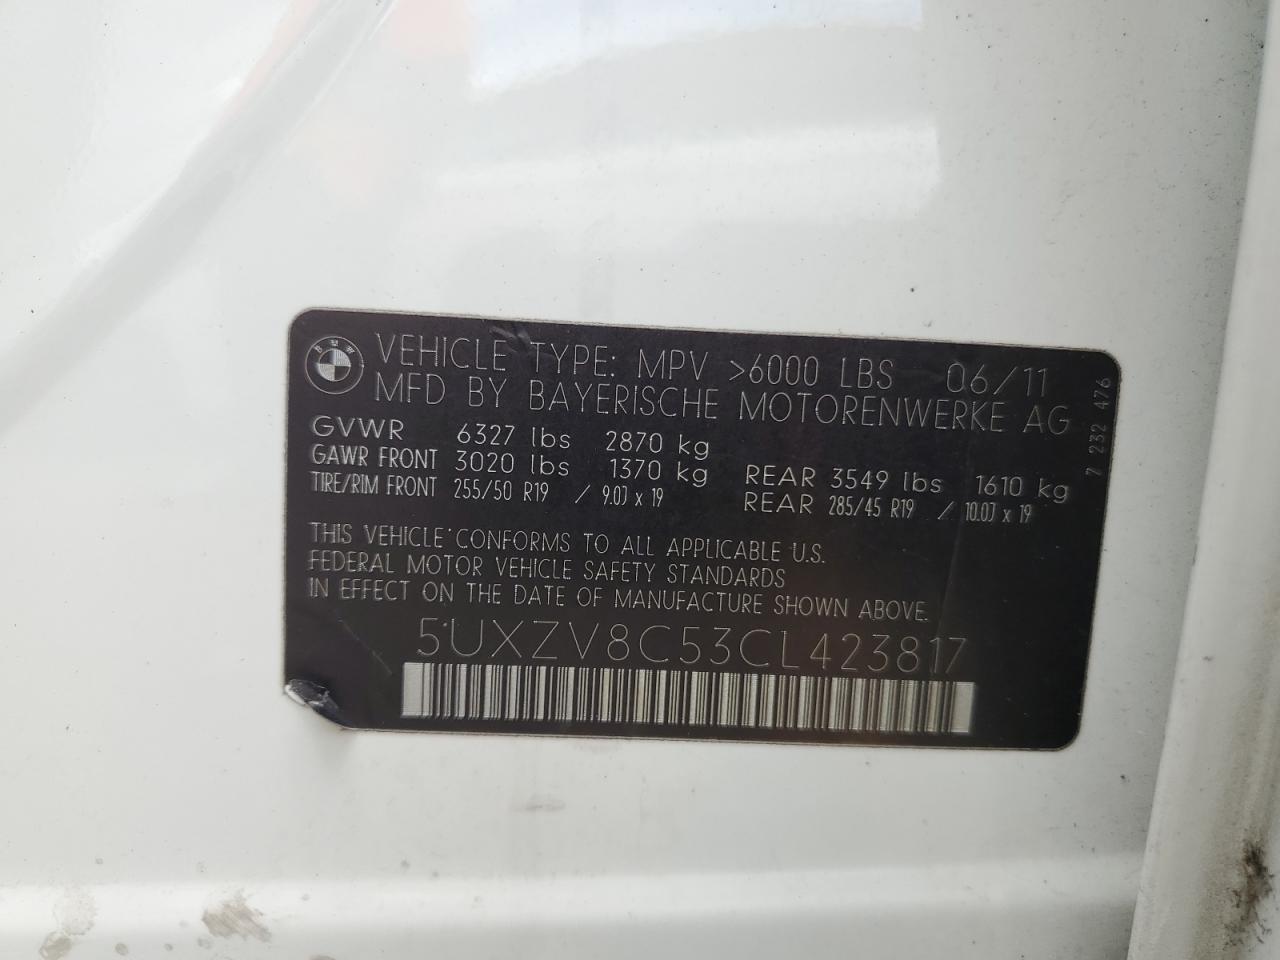 VEHICLE TYPE: MPV >6000 LBS 06/11
MFD BY BAYERISCHE MOTORENWERKE AG
GVWR 6327 lbs 2870 kg
GAWR FRONT 3020 lbs 1370 kg REAR 3549 lbs 1610 kg
TIRE/RIM FRONT 255/50 R19 / 9.0J x 19 REAR 285/45 R19 / 10.0J x 19
THIS VEHICLE CONFORMS TO ALL APPLICABLE U.S.
FEDERAL MOTOR VEHICLE SAFETY STANDARDS
IN EFFECT ON THE DATE OF MANUFACTURE SHOWN ABOVE.
5UXZV8C53CL423817
7 232 476